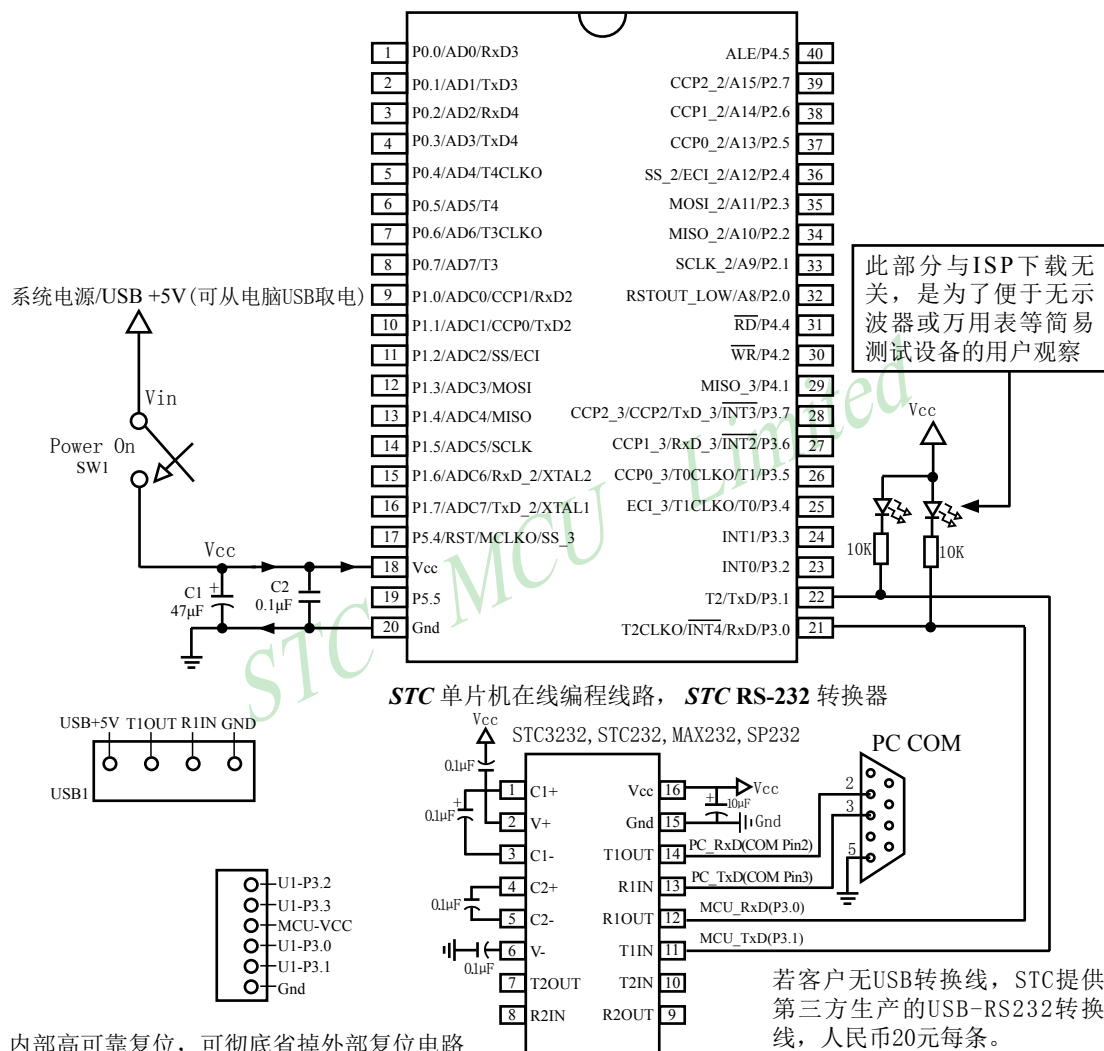 1 P0.0/AD0/RxD3
2 P0.1/AD1/TxD3
3 P0.2/AD2/RxD4
4 P0.3/AD3/TxD4
5 P0.4/AD4/T4CLKO
6 P0.5/AD5/T4
7 P0.6/AD6/T3CLKO
8 P0.7/AD7/T3
9 P1.0/ADC0/CCP1/RxD2
10 P1.1/ADC1/CCP0/TxD2
11 P1.2/ADC2/SS/ECI
12 P1.3/ADC3/MOSI
13 P1.4/ADC4/MISO
14 P1.5/ADC5/SCLK
15 P1.6/ADC6/RxD_2/XTAL2
16 P1.7/ADC7/TxD_2/XTAL1
17 P5.4/RST/MCLKO/SS_3
18 Vcc
19 P5.5
20 Gnd
ALE/P4.5 40
CCP2_2/A15/P2.7 39
CCP1_2/A14/P2.6 38
CCP0_2/A13/P2.5 37
SS_2/ECI_2/A12/P2.4 36
MOSI_2/A11/P2.3 35
MISO_2/A10/P2.2 34
SCLK_2/A9/P2.1 33
RSTOUT_LOW/A8/P2.0 32
RD/P4.4 31
WR/P4.2 30
MISO_3/P4.1 29
CCP2_3/CCP2/TxD_3/INT3/P3.7 28
CCP1_3/RxD_3/INT2/P3.6 27
CCP0_3/T0CLKO/T1/P3.5 26
ECI_3/T1CLKO/T0/P3.4 25
INT1/P3.3 24
INT0/P3.2 23
T2/TxD/P3.1 22
T2CLKO/INT4/RxD/P3.0 21
系统电源/USB +5V(可从电脑USB取电)
Vin
Power On
SW1
Vcc
C1
47μF
+
C2
0.1μF
此部分与ISP下载无
关，是为了便于无示
波器或万用表等简易
测试设备的用户观察
Vcc
10K
10K
STC MCU Limited
STC 单片机在线编程线路， STC RS-232 转换器
STC3232,STC232,MAX232,SP232
USB+5V T1OUT R1IN GND
USB1
U1-P3.2
U1-P3.3
MCU-VCC
U1-P3.0
U1-P3.1
Gnd
Vcc
0.1μF
0.1μF
+
0.1μF
0.1μF
1 C1+
2 V+
3 C1-
4 C2+
5 C2-
6 V-
7 T2OUT
8 R2IN
Vcc 16
Gnd 15
T1OUT 14
R1IN 13
R1OUT 12
T1IN 11
T2IN 10
R2OUT 9
Vcc
+
10μF
Gnd
PC_RxD(COM Pin2)
PC_TxD(COM Pin3)
MCU_RxD(P3.0)
MCU_TxD(P3.1)
PC COM
2
3
5
若客户无USB转换线，STC提供
第三方生产的USB-RS232转换
线，人民币20元每条。
内部高可靠复位，可彻底省掉外部复位电路